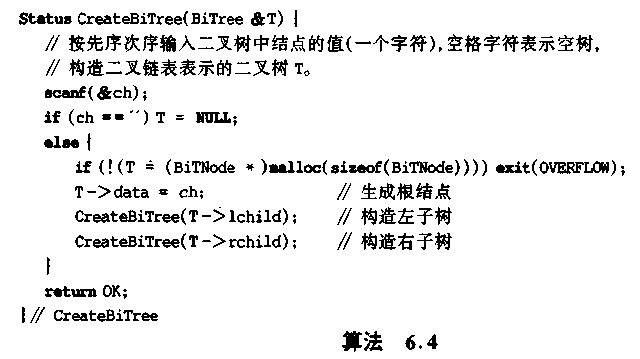 Status CreateBiTree(BiTree &T) {
// 按先序次序输入二叉树中结点的值(一个字符),空格字符表示空树,
// 构造二叉链表表示的二叉树 T。
scanf(&ch);
if (ch == ' ') T = NULL;
else {
if (!(T = (BiTNode *)malloc(sizeof(BiTNode)))) exit(OVERFLOW);
T->data = ch; // 生成根结点
CreateBiTree(T->lchild); // 构造左子树
CreateBiTree(T->rchild); // 构造右子树
}
return OK;
} // CreateBiTree
算法 6.4